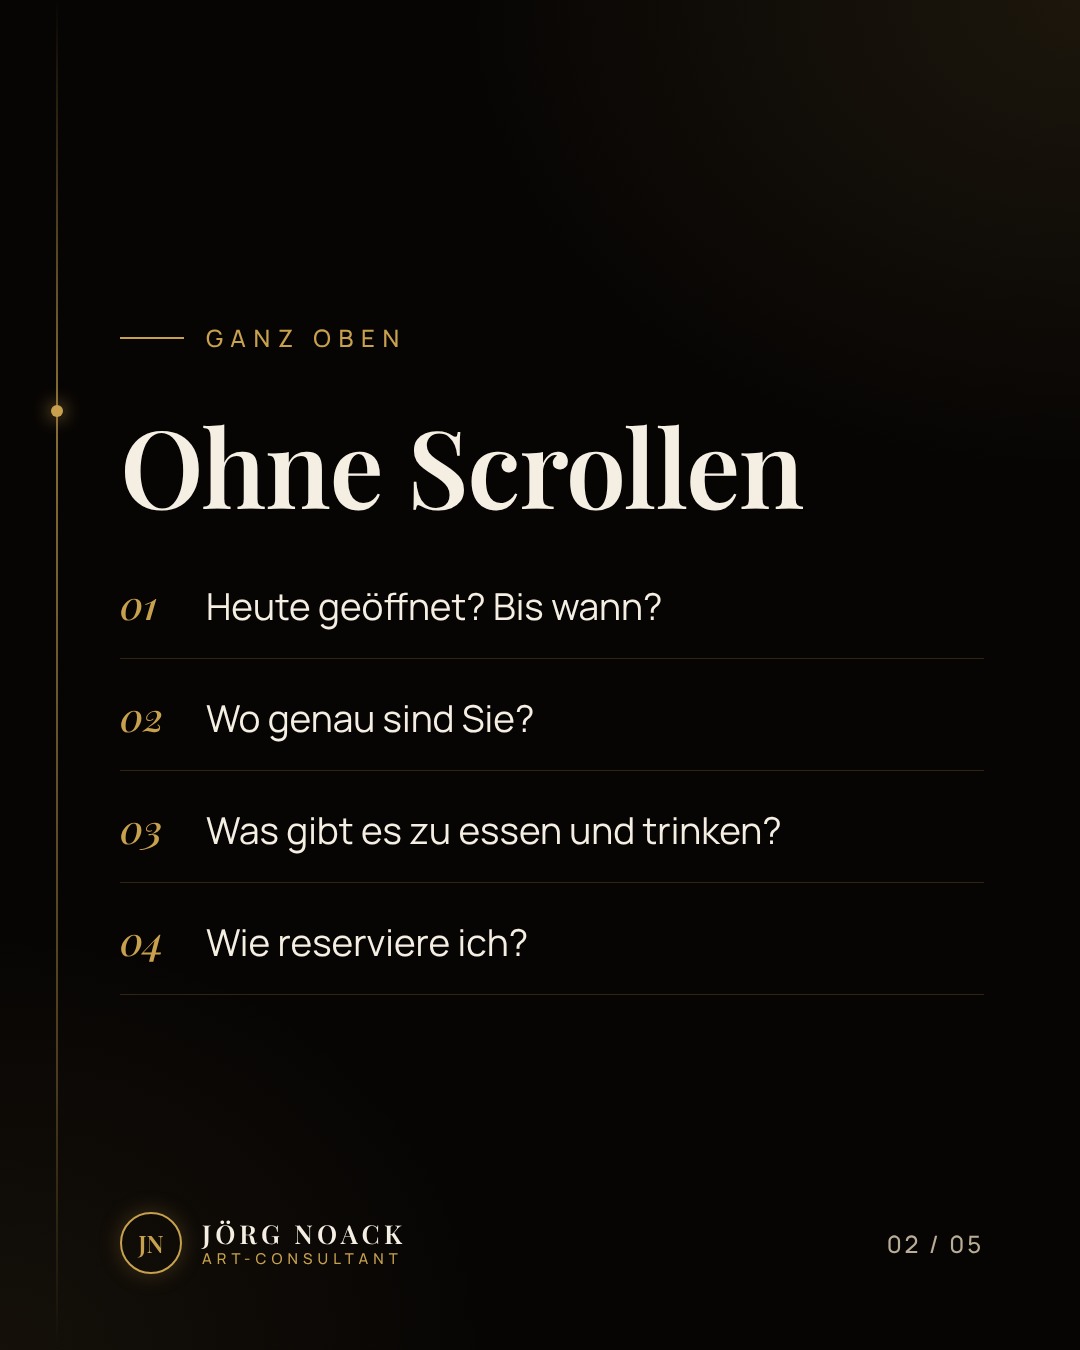 GANZ OBEN
Ohne Scrollen
01 Heute geöffnet? Bis wann?
02 Wo genau sind Sie?
03 Was gibt es zu essen und trinken?
04 Wie reserviere ich?
JN
JÖRG NOACK
ART-CONSULTANT
02 / 05